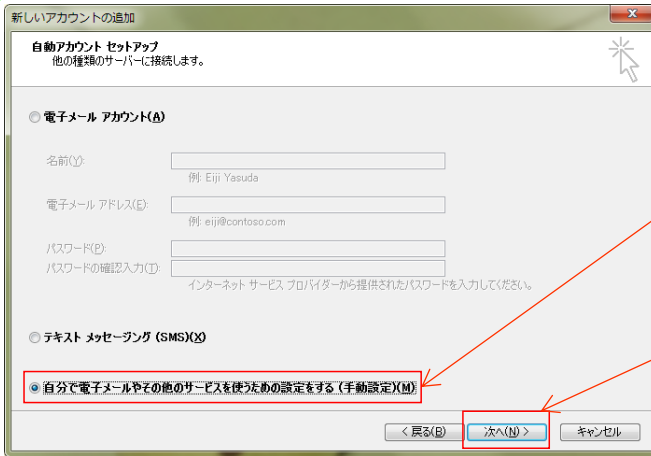 新しいアカウントの追加
自動アカウント セットアップ
他の種類のサーバーに接続します。
電子メール アカウント(A)
名前(Y):
例: Eiji Yasuda
電子メール アドレス(E):
例: eiji@contoso.com
パスワード(P):
パスワードの確認入力(T):
インターネット サービス プロバイダーから提供されたパスワードを入力してください。
テキスト メッセージング (SMS)(X)
自分で電子メールやその他のサービスを使うための設定をする (手動設定)(M)
< 戻る(B)
次へ(N) >
キャンセル